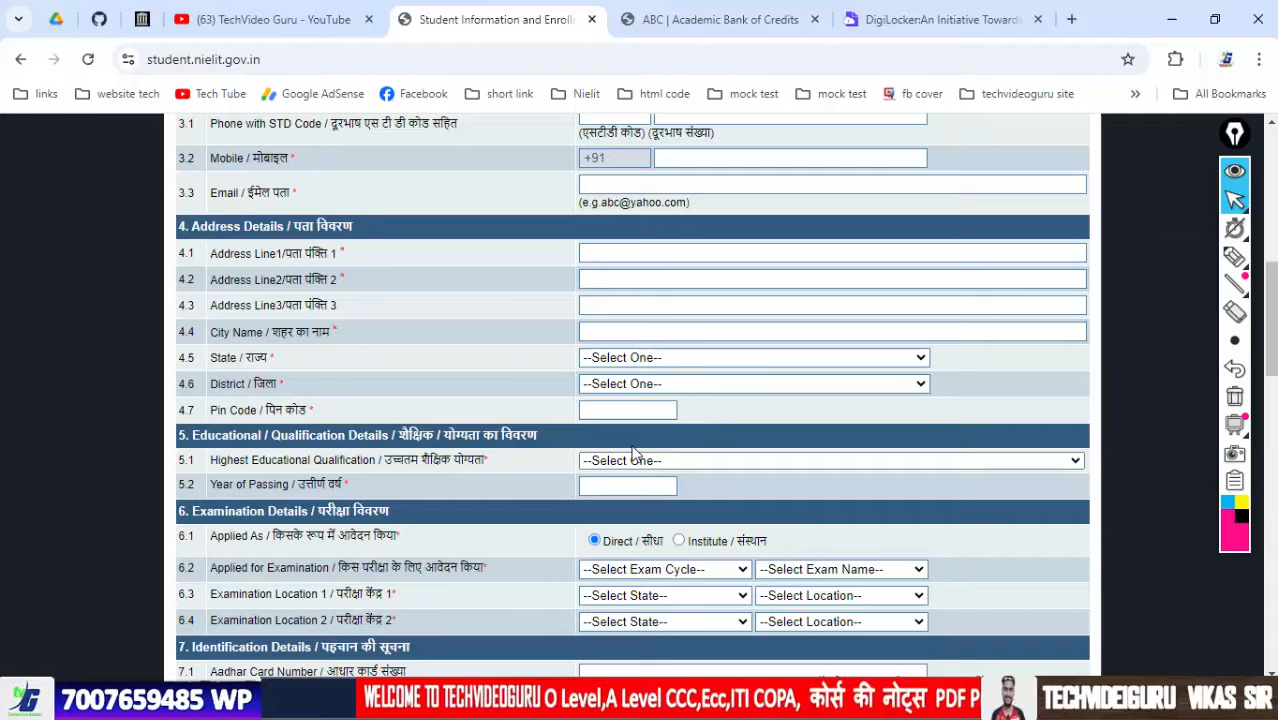 (63) TechVideo Guru - YouTube
Student Information and Enroll
ABC | Academic Bank of Credits
DigiLocker:An Initiative Toward
student.nielit.gov.in
links
website tech
Tech Tube
Google AdSense
Facebook
short link
Nielit
html code
mock test
mock test
fb cover
techvideoguru site
All Bookmarks
3.1 Phone with STD Code / दूरभाष एस टी डी कोड सहित
(एसटीडी कोड) (दूरभाष संख्या)
3.2 Mobile / मोबाइल * +91
3.3 Email / ईमेल पता *
(e.g.abc@yahoo.com)
4. Address Details / पता विवरण
4.1 Address Line1/पता पंक्ति 1 *
4.2 Address Line2/पता पंक्ति 2 *
4.3 Address Line3/पता पंक्ति 3
4.4 City Name / शहर का नाम *
4.5 State / राज्य * --Select One--
4.6 District / जिला * --Select One--
4.7 Pin Code / पिन कोड *
5. Educational / Qualification Details / शैक्षिक / योग्यता का विवरण
5.1 Highest Educational Qualification / उच्चतम शैक्षिक योग्यता* --Select One--
5.2 Year of Passing / उत्तीर्ण वर्ष *
6. Examination Details / परीक्षा विवरण
6.1 Applied As / किसके रूप में आवेदन किया* Direct / सीधा Institute / संस्थान
6.2 Applied for Examination / किस परीक्षा के लिए आवेदन किया* --Select Exam Cycle-- --Select Exam Name--
6.3 Examination Location 1 / परीक्षा केंद्र 1* --Select State-- --Select Location--
6.4 Examination Location 2 / परीक्षा केंद्र 2* --Select State-- --Select Location--
7. Identification Details / पहचान की सूचना
7.1 Aadhar Card Number / आधार कार्ड संख्या
7007659485 WP
WELCOME TO TECHVIDEOGURU O Level,A Level CCC,Ecc,ITI COPA, कोर्स की नोट्स PDF P
TECHVIDEIGURU VIKAS SIR